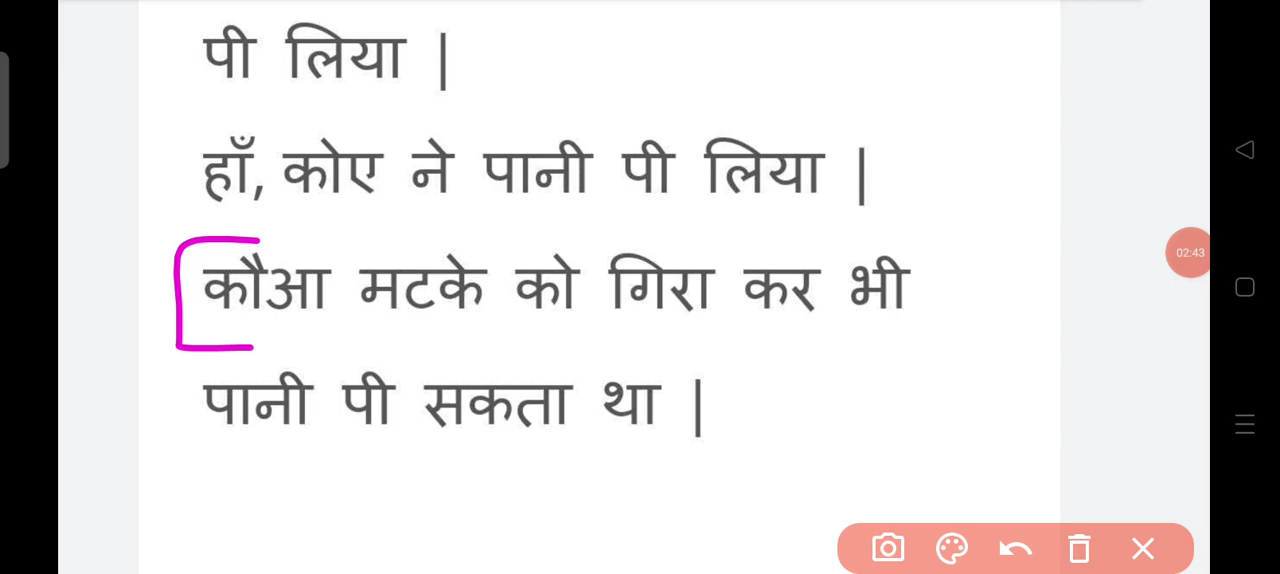 पी लिया |
हाँ, कोए ने पानी पी लिया |
कौआ मटके को गिरा कर भी
02:43
पानी पी सकता था |